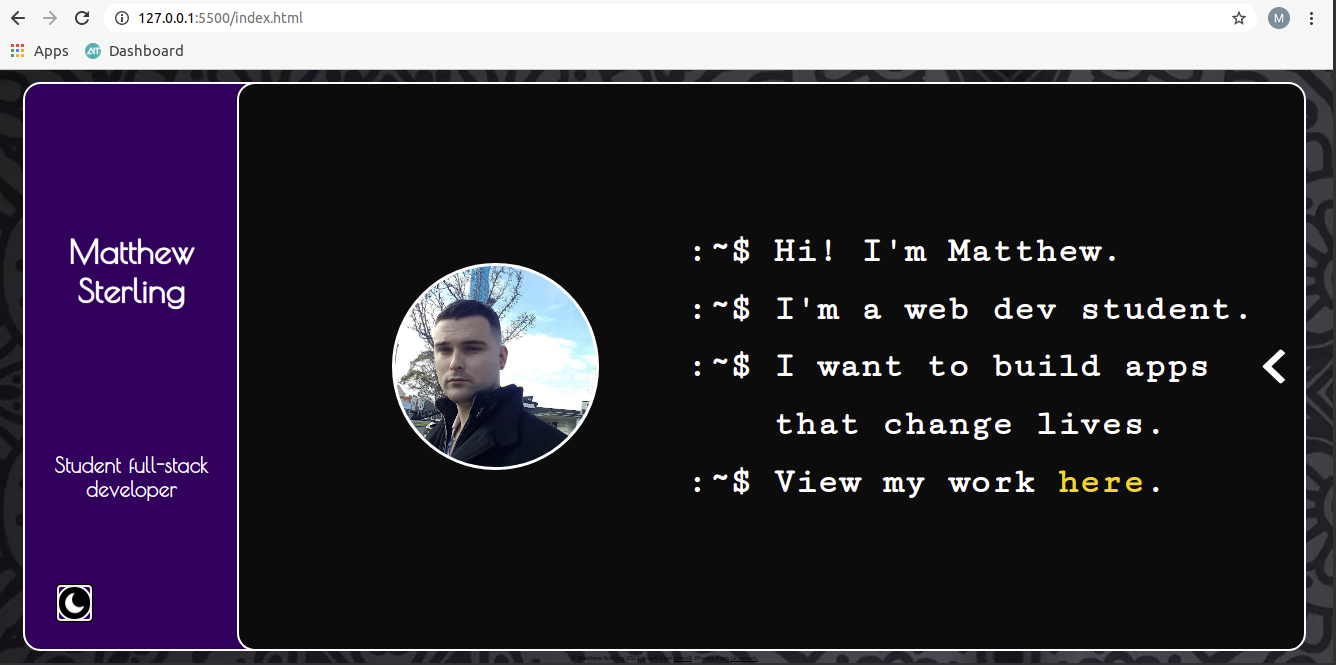 127.0.0.1:5500/index.html
M
Apps
Dashboard
Matthew
Sterling
Student full-stack
developer
:~$ Hi! I'm Matthew.
:~$ I'm a web dev student.
:~$ I want to build apps
that change lives.
:~$ View my work here.